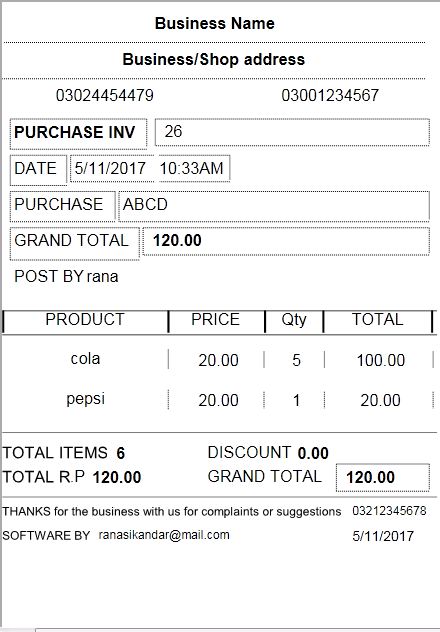 Business Name
Business/Shop address
03024454479 03001234567
PURCHASE INV 26
DATE 5/11/2017 10:33AM
PURCHASE ABCD
GRAND TOTAL 120.00
POST BY rana
PRODUCT PRICE Qty TOTAL
cola 20.00 5 100.00
pepsi 20.00 1 20.00
TOTAL ITEMS 6 DISCOUNT 0.00
TOTAL R.P 120.00 GRAND TOTAL 120.00
THANKS for the business with us for complaints or suggestions 03212345678
SOFTWARE BY ranasikandar@mail.com 5/11/2017